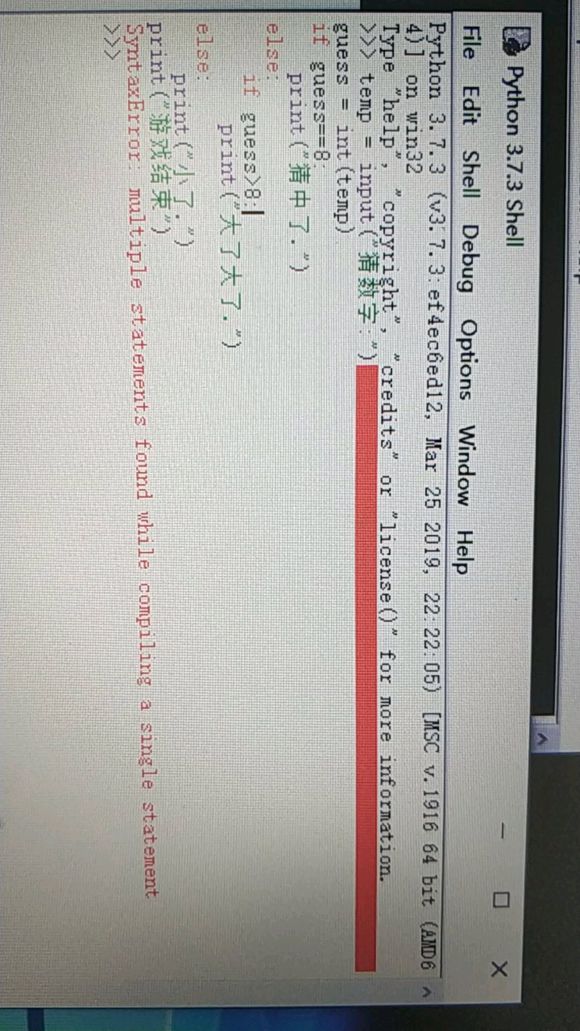 Python 3.7.3 Shell
File Edit Shell Debug Options Window Help
Python 3.7.3 (v3.7.3:ef4ec6ed12, Mar 25 2019, 22:22:05) [MSC v.1916 64 bit (AMD6
4)] on win32
Type "help", "copyright", "credits" or "license()" for more information.
>>> temp = input("猜数字:")
guess = int(temp)
if guess==8:
    print("猜中了.")
else:
    if guess>8:
        print("大了大了.")
else:
    print("小了.")
print("游戏结束")
SyntaxError: multiple statements found while compiling a single statement
>>>